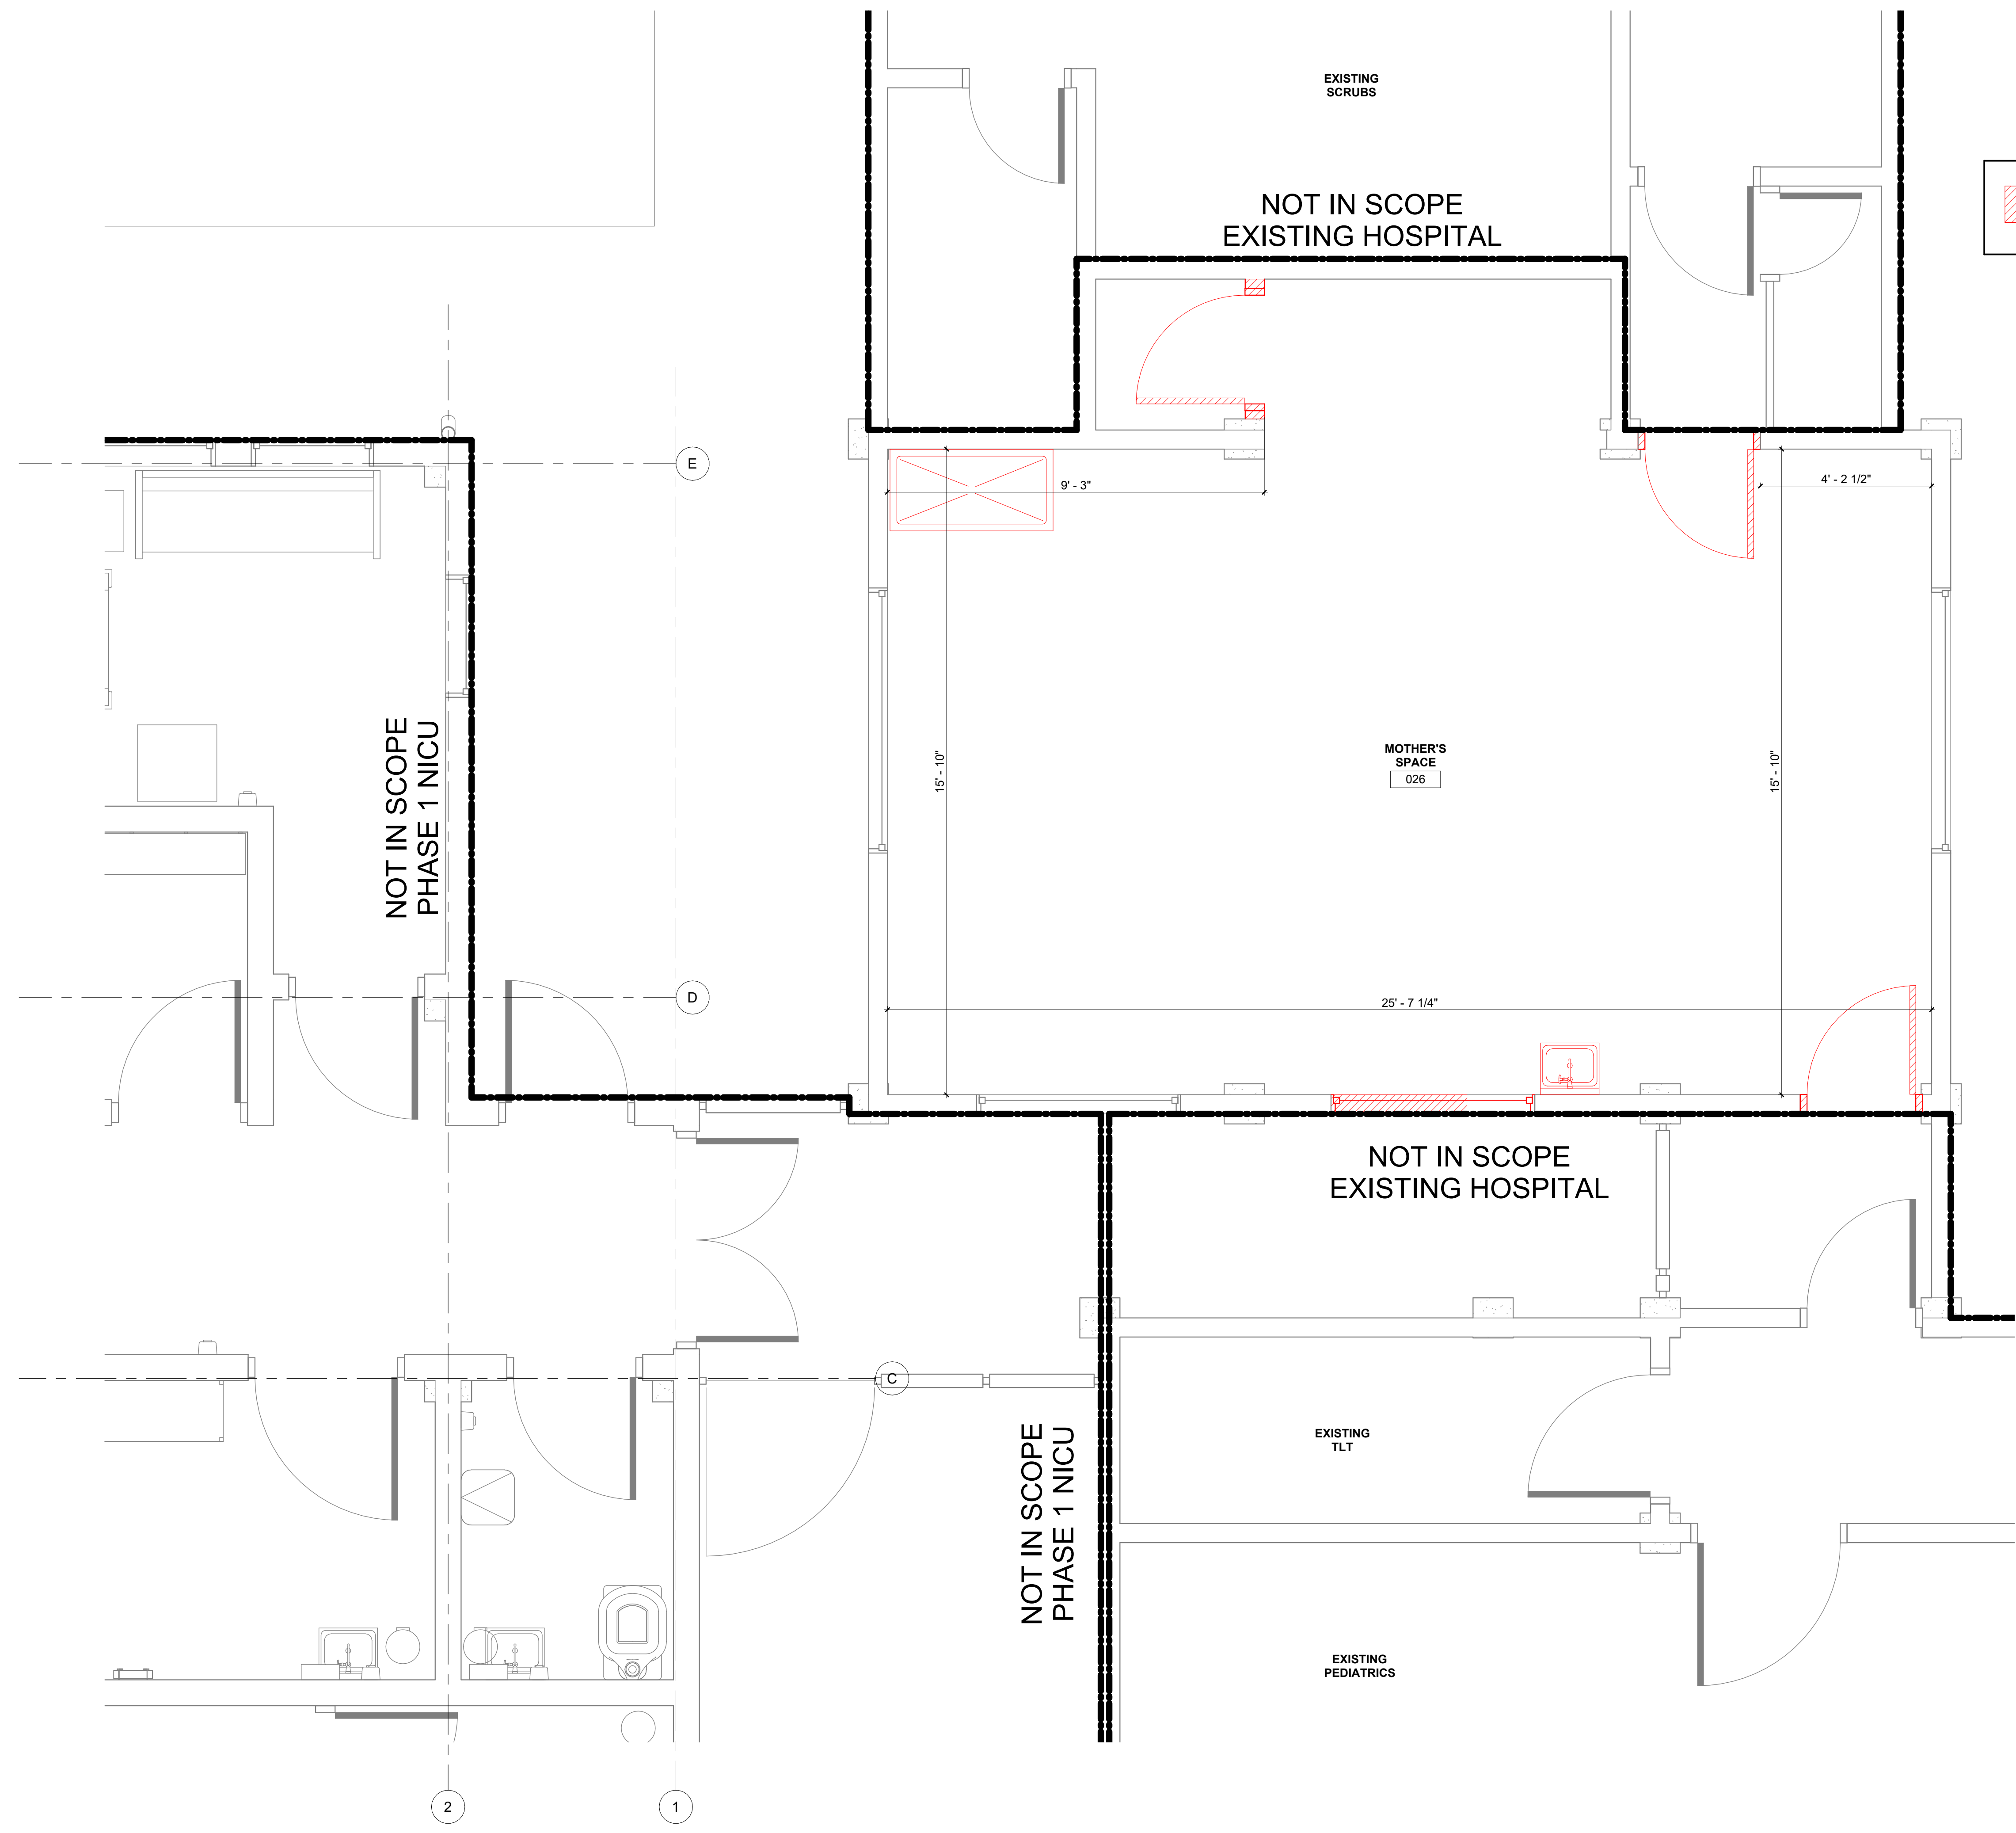 EXISTING
SCRUBS
NOT IN SCOPE
EXISTING HOSPITAL
E
9' - 3"
4' - 2 1/2"
NOT IN SCOPE
PHASE 1 NICU
15' - 10"
MOTHER'S
SPACE
026
15' - 10"
D
25' - 7 1/4"
NOT IN SCOPE
EXISTING HOSPITAL
C
NOT IN SCOPE
PHASE 1 NICU
EXISTING
TLT
EXISTING
PEDIATRICS
2
1